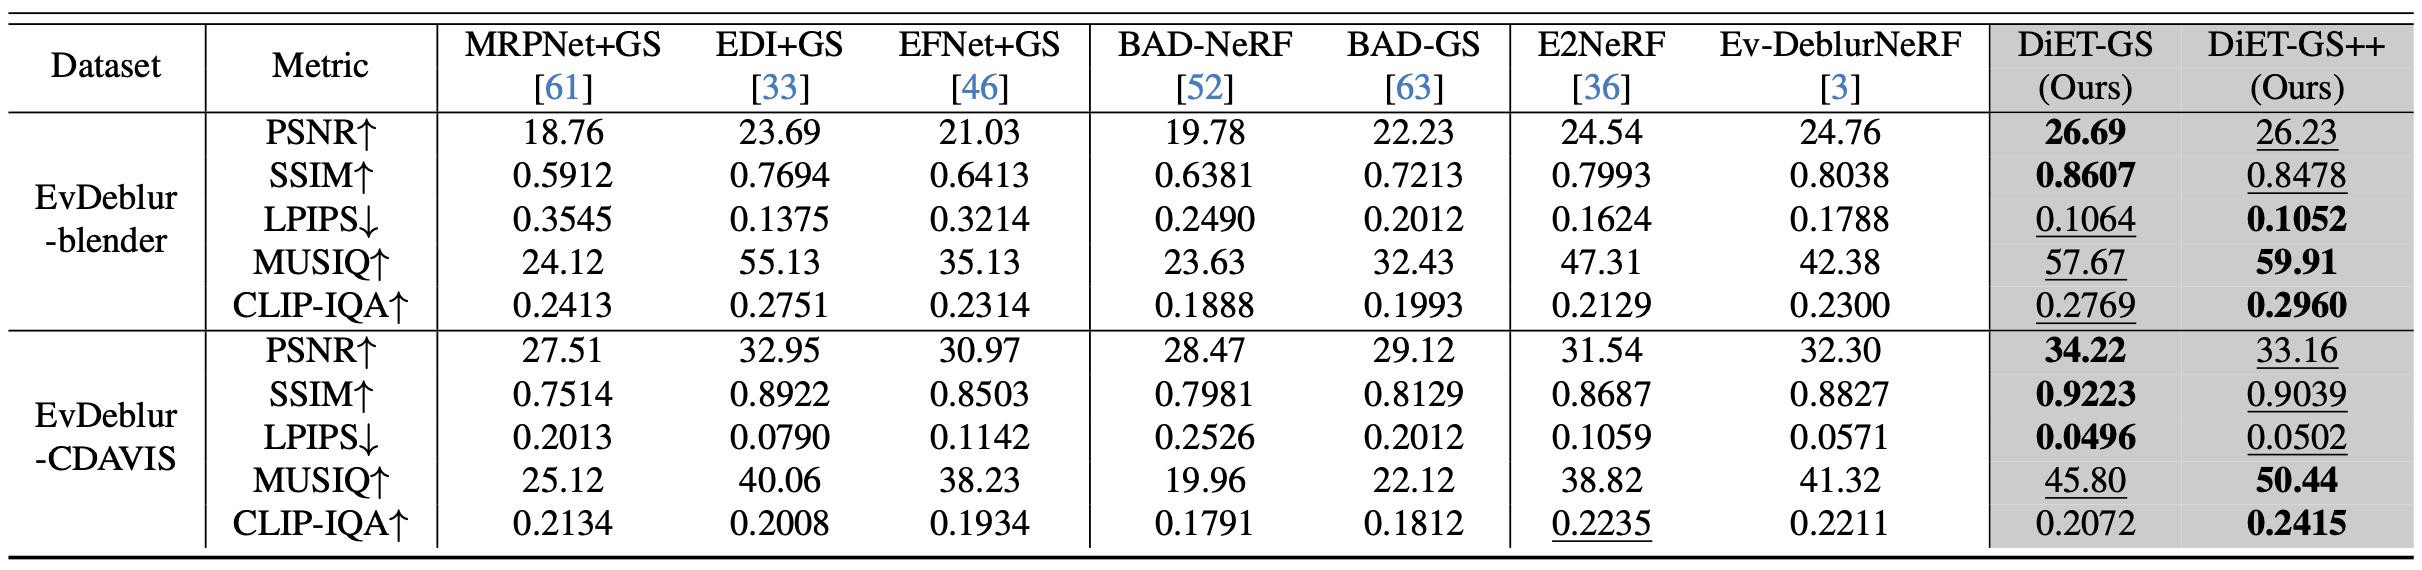 Dataset Metric MRPNet+GS EDI+GS EFNet+GS BAD-NeRF BAD-GS E2NeRF Ev-DeblurNeRF DiET-GS DiET-GS++
[61] [33] [46] [52] [63] [36] [3] (Ours) (Ours)
EvDeblur
-blender
PSNR↑ 18.76 23.69 21.03 19.78 22.23 24.54 24.76 26.69 26.23
SSIM↑ 0.5912 0.7694 0.6413 0.6381 0.7213 0.7993 0.8038 0.8607 0.8478
LPIPS↓ 0.3545 0.1375 0.3214 0.2490 0.2012 0.1624 0.1788 0.1064 0.1052
MUSIQ↑ 24.12 55.13 35.13 23.63 32.43 47.31 42.38 57.67 59.91
CLIP-IQA↑ 0.2413 0.2751 0.2314 0.1888 0.1993 0.2129 0.2300 0.2769 0.2960
EvDeblur
-CDAVIS
PSNR↑ 27.51 32.95 30.97 28.47 29.12 31.54 32.30 34.22 33.16
SSIM↑ 0.7514 0.8922 0.8503 0.7981 0.8129 0.8687 0.8827 0.9223 0.9039
LPIPS↓ 0.2013 0.0790 0.1142 0.2526 0.2012 0.1059 0.0571 0.0496 0.0502
MUSIQ↑ 25.12 40.06 38.23 19.96 22.12 38.82 41.32 45.80 50.44
CLIP-IQA↑ 0.2134 0.2008 0.1934 0.1791 0.1812 0.2235 0.2211 0.2072 0.2415